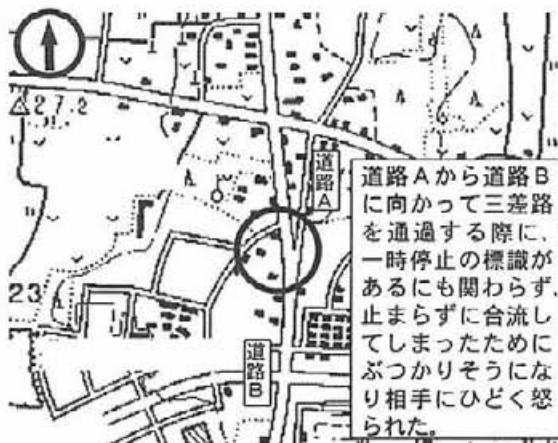 27.2
道路A
23
道路B
道路Aから道路B
に向かって三差路
を通過する際に、
一時停止の標識が
あるにも関わらず、
止まらずに合流し
てしまったために
ぶつかりそうにな
り相手にひどく怒
られた。